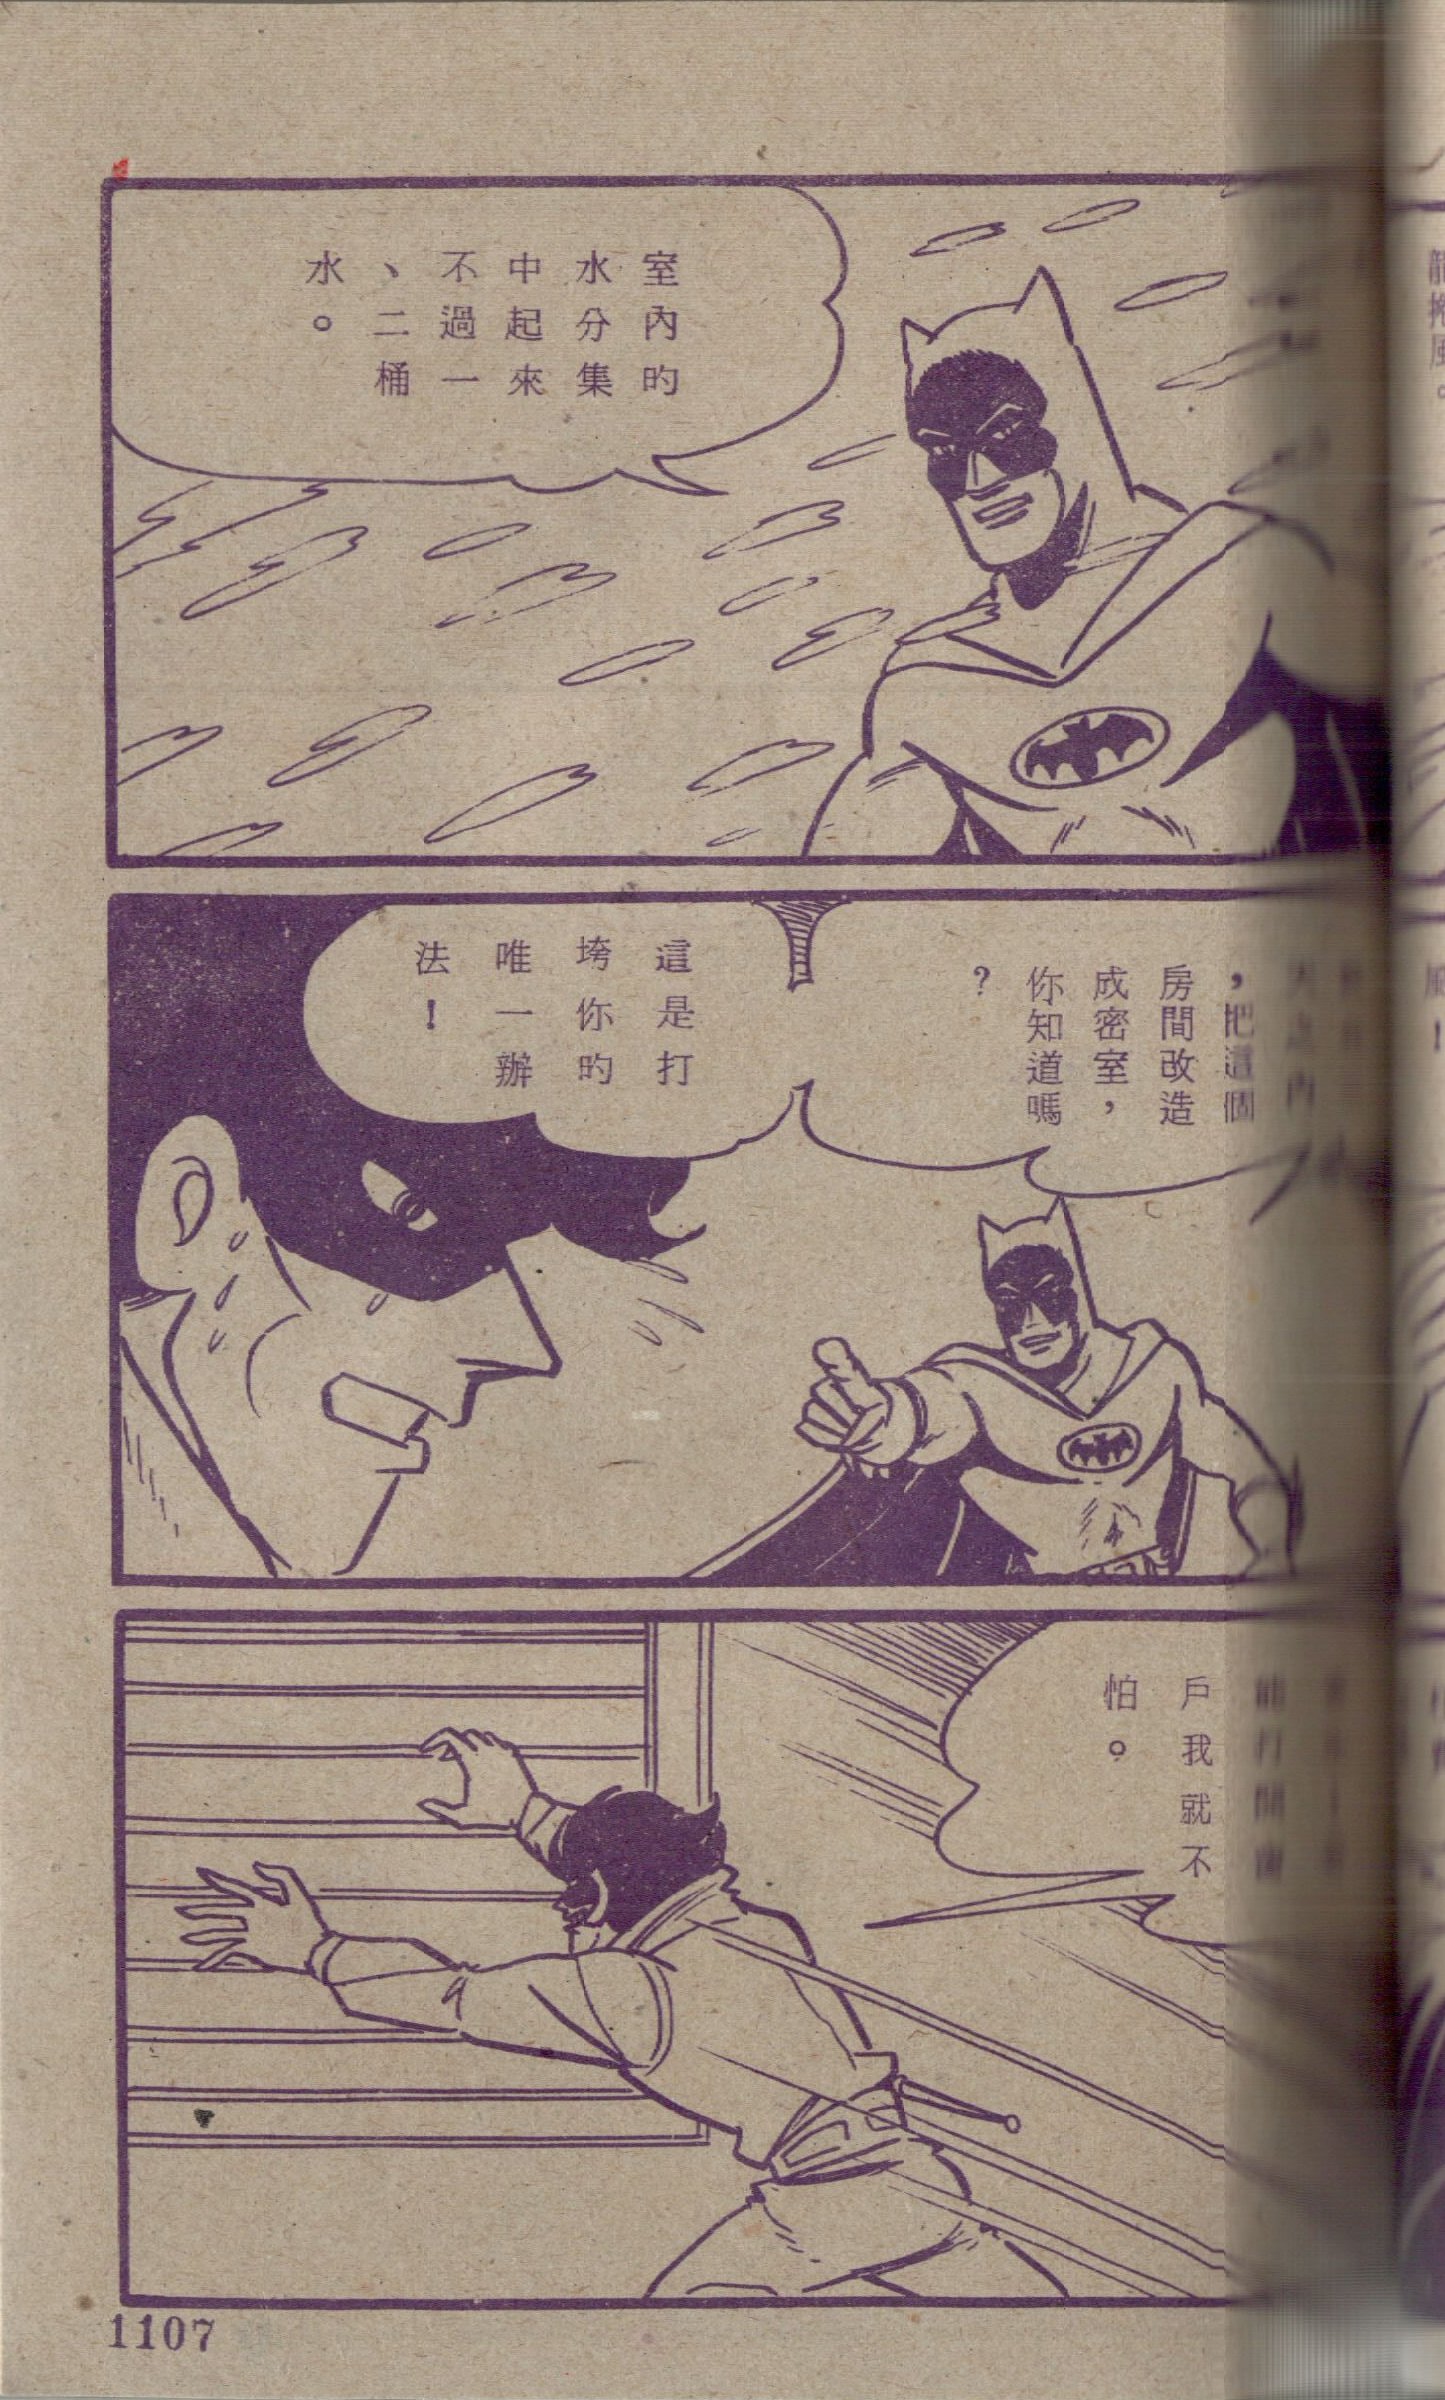 室內的
水分集
中起來
不過一
、二桶
水。
，把這個
房間改造
成密室，
你知道嗎
？
這是打
垮你的
唯一辦
法！
戶我就不
怕。
1107